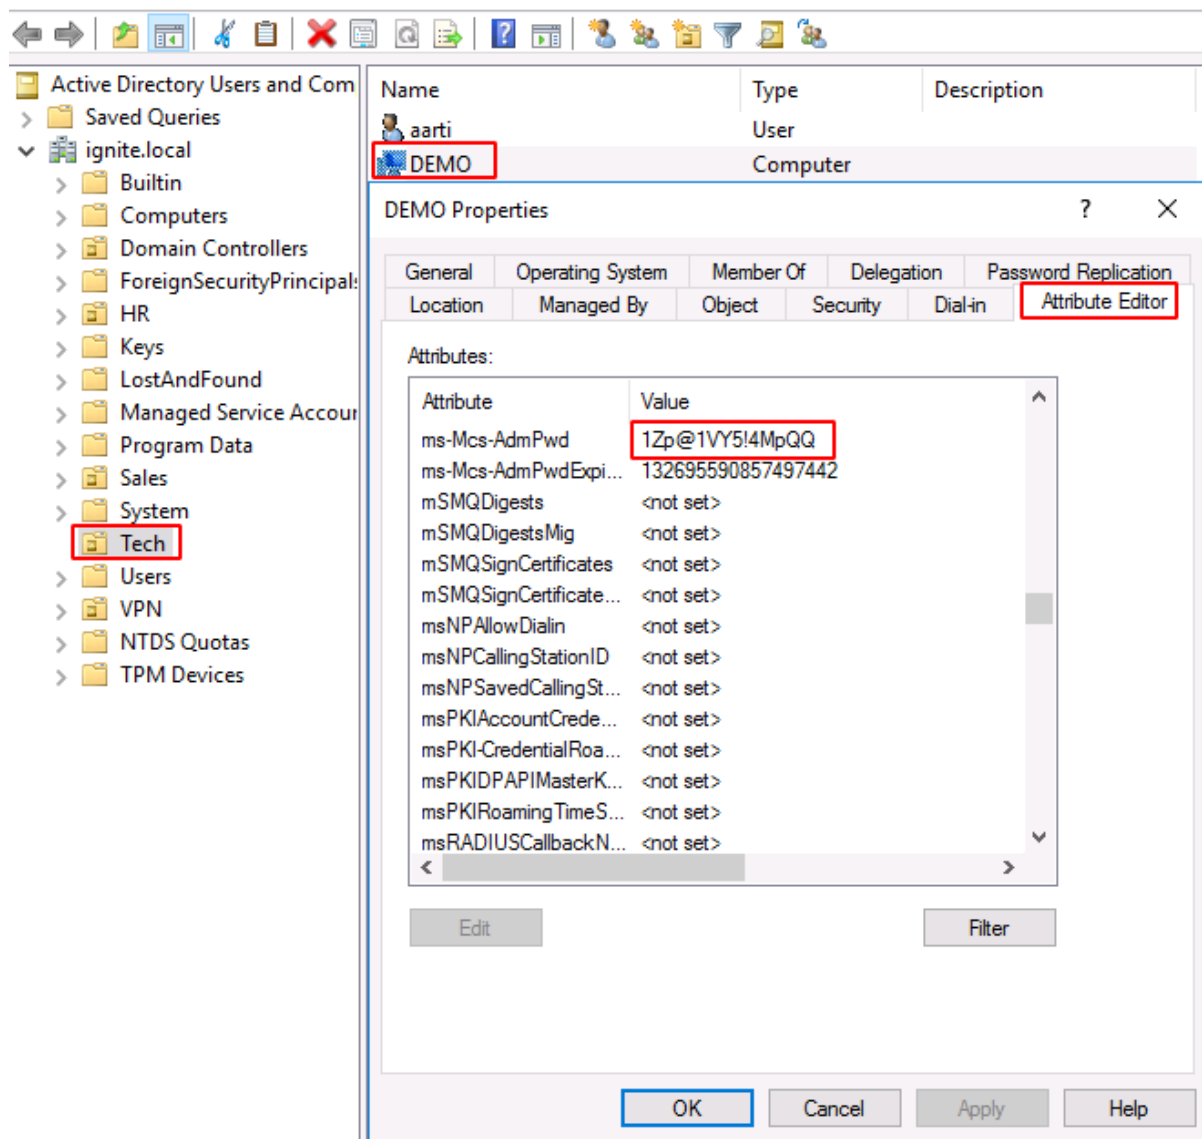 Active Directory Users and Com
Saved Queries
ignite.local
Builtin
Computers
Domain Controllers
ForeignSecurityPrincipals
HR
Keys
LostAndFound
Managed Service Accour
Program Data
Sales
System
Tech
Users
VPN
NTDS Quotas
TPM Devices
Name Type Description
aarti User
DEMO Computer
DEMO Properties ?
General Operating System Member Of Delegation Password Replication
Location Managed By Object Security Dial-in Attribute Editor
Attributes:
Attribute Value
ms-Mcs-AdmPwd 1Zp@1VY5!4MpQQ
ms-Mcs-AdmPwdExpi... 132695590857497442
mSMQDigests <not set>
mSMQDigestsMig <not set>
mSMQSignCertificates <not set>
mSMQSignCertificate... <not set>
msNPAllowDialin <not set>
msNPCallingStationID <not set>
msNPSavedCallingSt... <not set>
msPKIAccountCrede... <not set>
msPKI-CredentialRoa... <not set>
msPKIDPAPIMasterK... <not set>
msPKIRoamingTimeS... <not set>
msRADIUSCallbackN... <not set>
Edit Filter
OK Cancel Apply Help